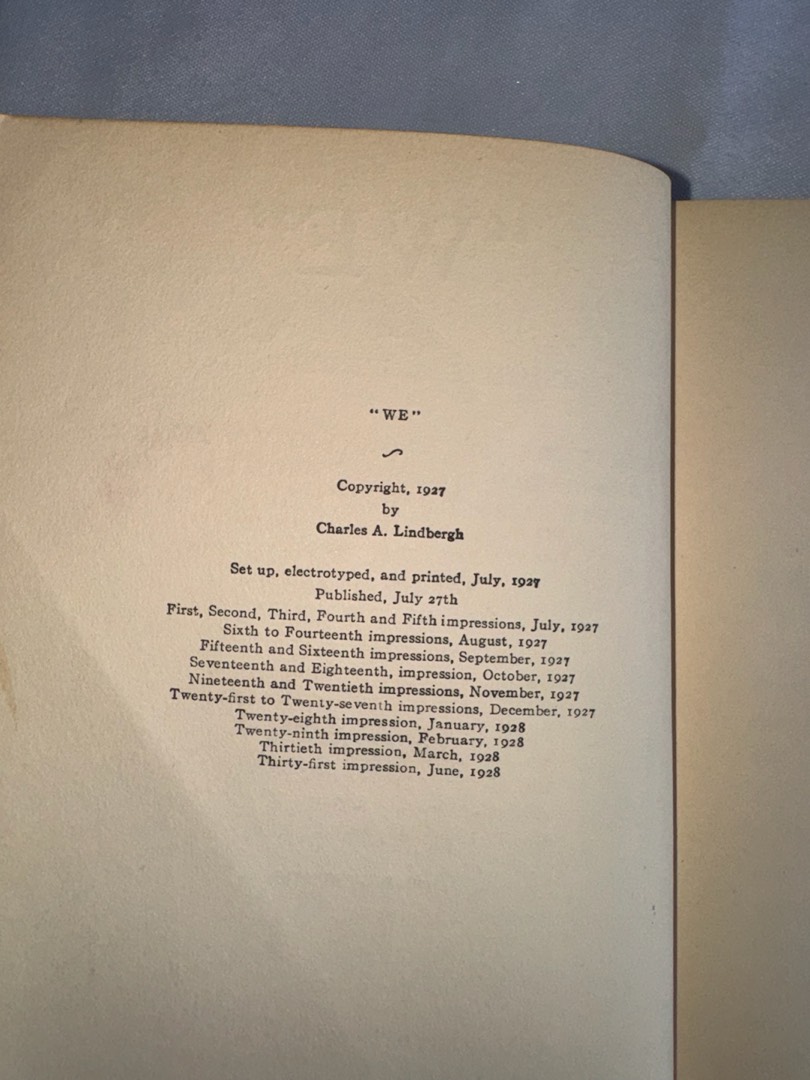 “WE”
Copyright, 1927
by
Charles A. Lindbergh
Set up, electrotyped, and printed, July, 1927
Published, July 27th
First, Second, Third, Fourth and Fifth impressions, July, 1927
Sixth to Fourteenth impressions, August, 1927
Fifteenth and Sixteenth impressions, September, 1927
Seventeenth and Eighteenth, impression, October, 1927
Nineteenth and Twentieth impressions, November, 1927
Twenty-first to Twenty-seventh impressions, December, 1927
Twenty-eighth impression, January, 1928
Twenty-ninth impression, February, 1928
Thirtieth impression, March, 1928
Thirty-first impression, June, 1928